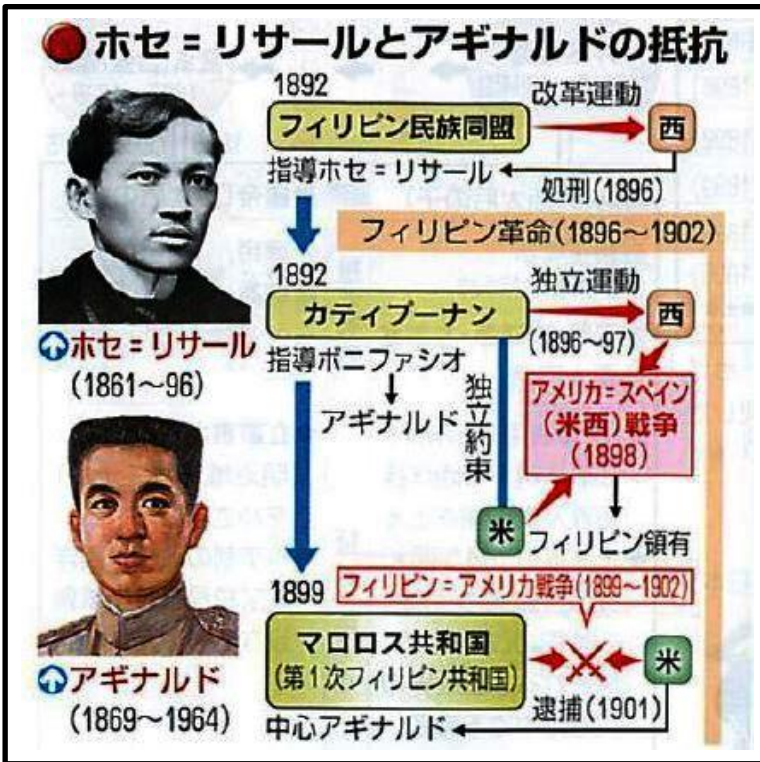 ●ホセ=リサールとアギナルドの抵抗
1892
フィリピン民族同盟
改革運動
西
指導ホセ=リサール
処刑(1896)
フィリピン革命(1896〜1902)
1892
カティプーナン
独立運動
西
(1896〜97)
ホセ=リサール
(1861〜96)
指導ボニファシオ
アギナルド
独立約束
アメリカ=スペイン
(米西)戦争
(1898)
米
フィリピン領有
1899
フィリピン=アメリカ戦争(1899〜1902)
マロロス共和国
(第1次フィリピン共和国)
米
逮捕(1901)
中心アギナルド
アギナルド
(1869〜1964)